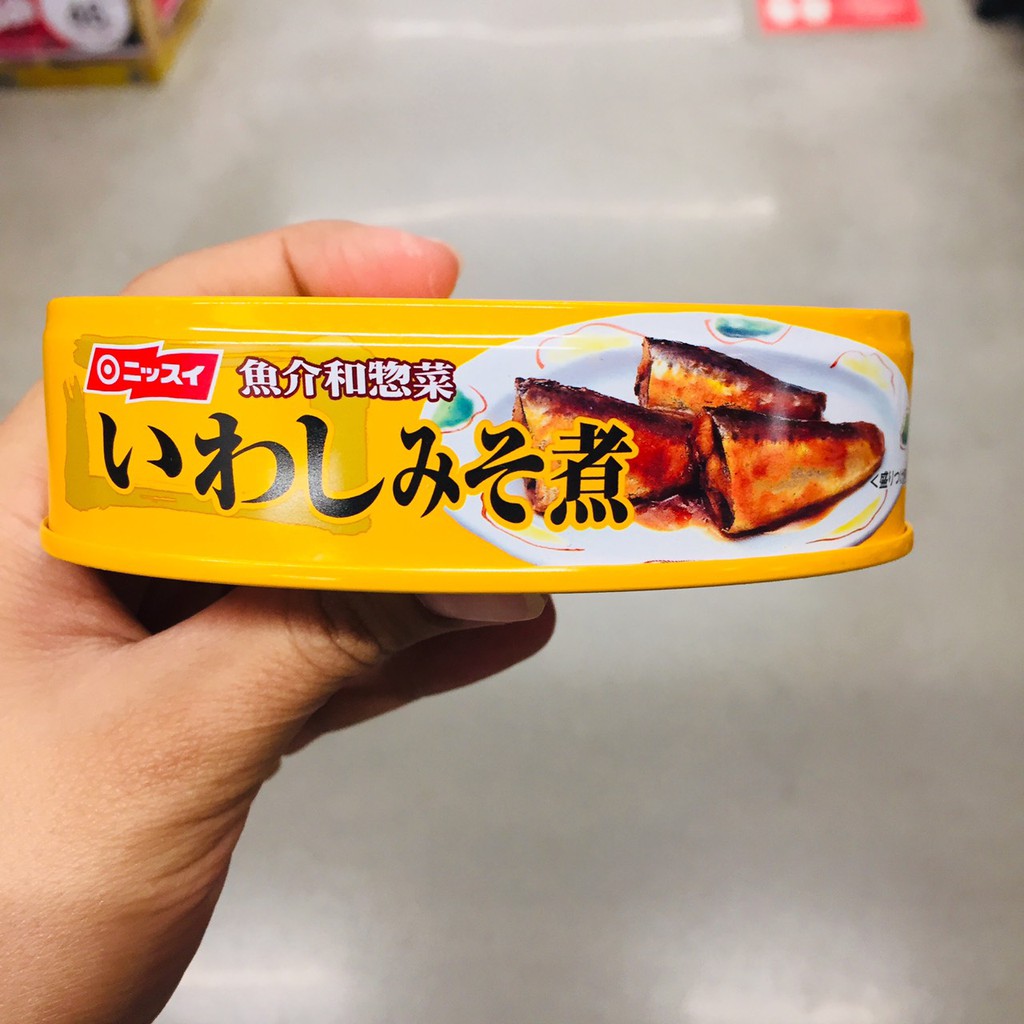 ニッスイ
魚介和惣菜
いわしみそ煮